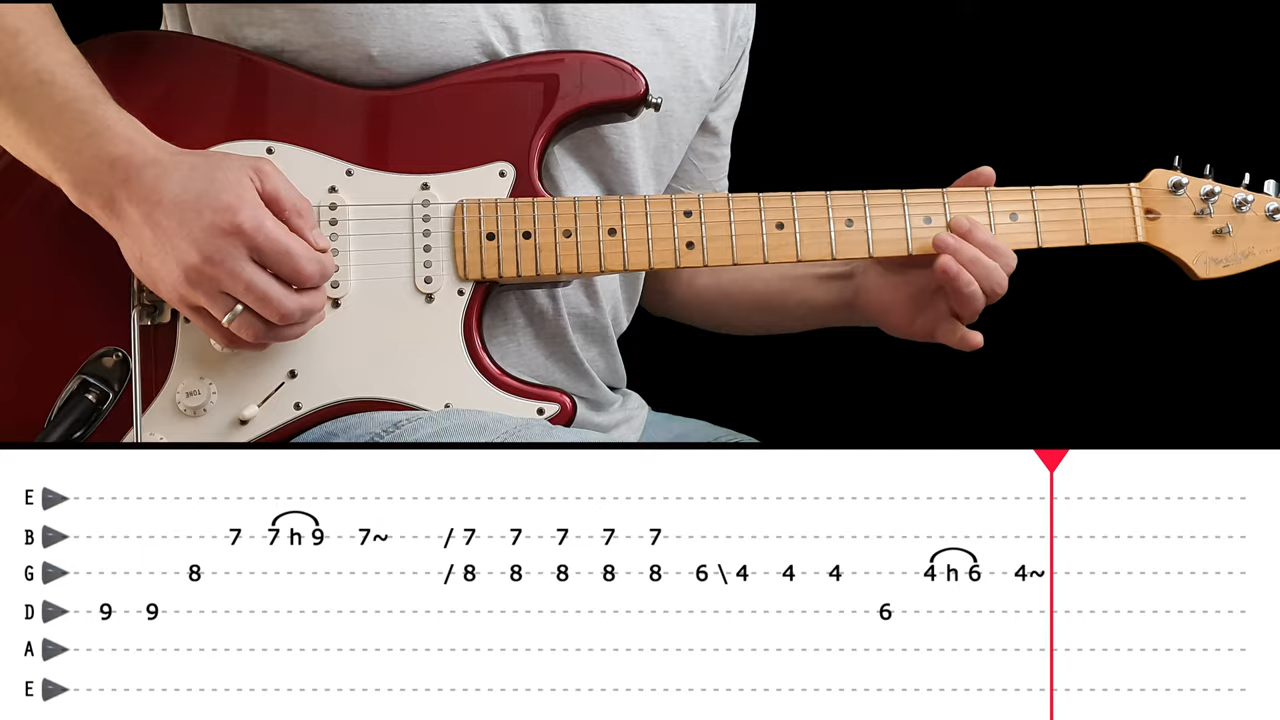 TONE
Fender
E
B 7 7 h 9 7~ / 7 7 7 7 7
G 8 / 8 8 8 8 8 6 \ 4 4 4 4 h 6 4~
D 9 9 6
A
E